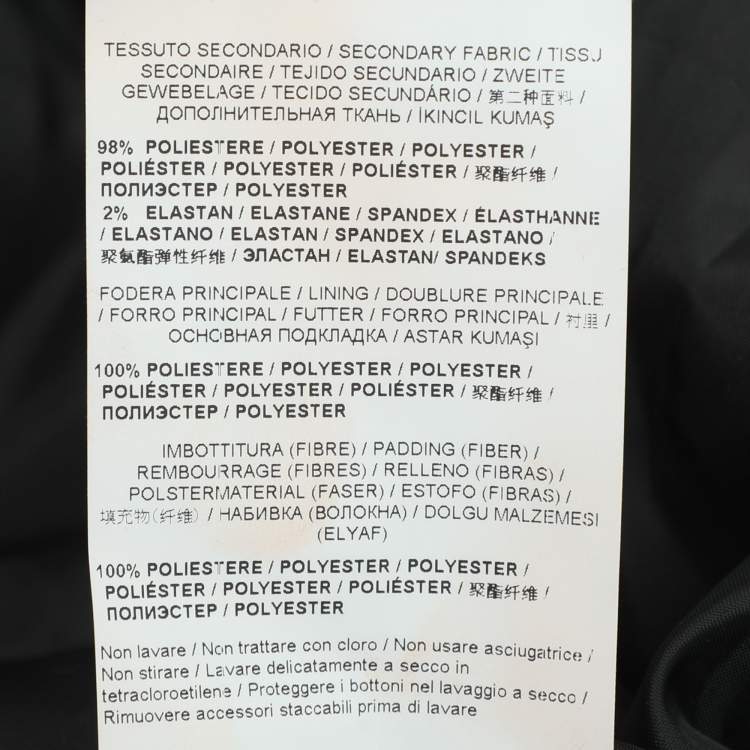 TESSUTO SECONDARIO / SECONDARY FABRIC / TISSU
SECONDAIRE / TEJIDO SECUNDARIO / ZWEITE
GEWEBELAGE / TECIDO SECUNDÁRIO / 第二种面料 /
ДОПОЛНИТЕЛЬНАЯ ТКАНЬ / İKINCIL KUMAŞ
98% POLIESTERE / POLYESTER / POLYESTER /
POLIÉSTER / POLYESTER / POLIÉSTER / 聚酯纤维 /
ПОЛИЭСТЕР / POLYESTER
2% ELASTAN / ELASTANE / SPANDEX / ÉLASTHANNE
/ ELASTANO / ELASTAN / SPANDEX / ELASTANO /
聚氨酯弹性纤维 / ЭЛАСТАН / ELASTAN/ SPANDEKS
FODERA PRINCIPALE / LINING / DOUBLURE PRINCIPALE
/ FORRO PRINCIPAL / FUTTER / FORRO PRINCIPAL / 衬里 /
ОСНОВНАЯ ПОДКЛАДКА / ASTAR KUMAŞI
100% POLIESTERE / POLYESTER / POLYESTER /
POLIÉSTER / POLYESTER / POLIÉSTER / 聚酯纤维 /
ПОЛИЭСТЕР / POLYESTER
IMBOTTITURA (FIBRE) / PADDING (FIBER) /
REMBOURRAGE (FIBRES) / RELLENO (FIBRAS) /
POLSTERMATERIAL (FASER) / ESTOFO (FIBRAS) /
填充物(纤维) / НАБИВКА (ВОЛОКНА) / DOLGU MALZEMESI
(ELYAF)
100% POLIESTERE / POLYESTER / POLYESTER /
POLIÉSTER / POLYESTER / POLIÉSTER / 聚酯纤维 /
ПОЛИЭСТЕР / POLYESTER
Non lavare / Non trattare con cloro / Non usare asciugatrice /
Non stirare / Lavare delicatamente a secco in
tetracloroetilene / Proteggere i bottoni nel lavaggio a secco /
Rimuovere accessori staccabili prima di lavare